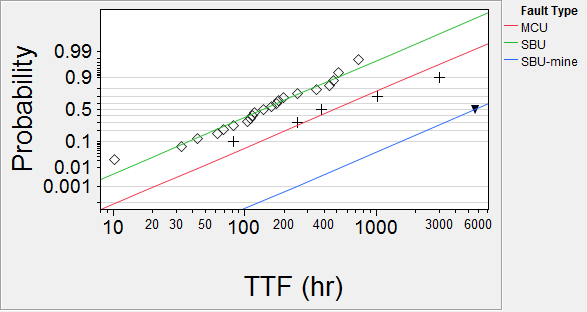 Fault Type
MCU
SBU
SBU-mine
Probability
0.99
0.9
0.5
0.1
0.01
0.001
10 20 30 50 100 200 400 1000 3000 6000
TTF (hr)